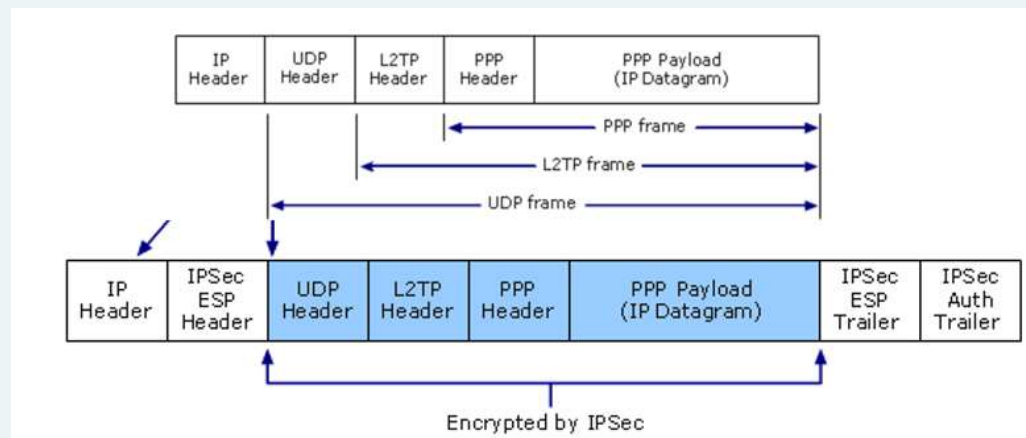 IP
Header
UDP
Header
L2TP
Header
PPP
Header
PPP Payload
(IP Datagram)
PPP frame
L2TP frame
UDP frame
IP
Header
IPSec
ESP
Header
UDP
Header
L2TP
Header
PPP
Header
PPP Payload
(IP Datagram)
IPSec
ESP
Trailer
IPSec
Auth
Trailer
Encrypted by IPSec